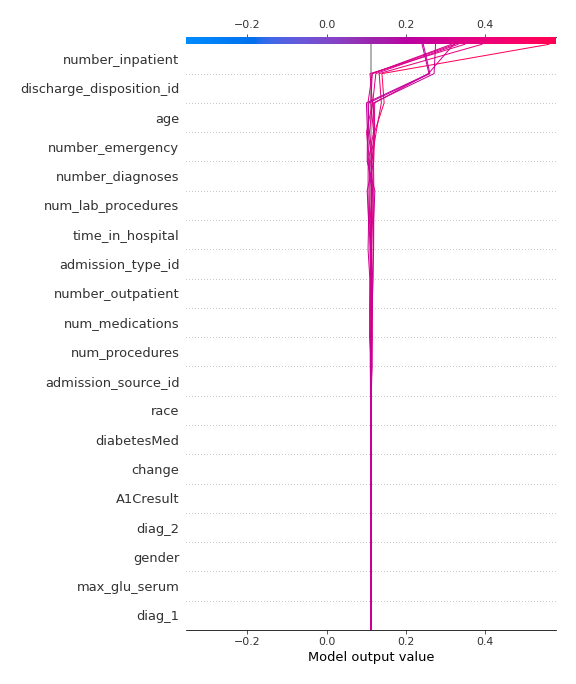 −0.2 0.0 0.2 0.4
number_inpatient
discharge_disposition_id
age
number_emergency
number_diagnoses
num_lab_procedures
time_in_hospital
admission_type_id
number_outpatient
num_medications
num_procedures
admission_source_id
race
diabetesMed
change
A1Cresult
diag_2
gender
max_glu_serum
diag_1
−0.2 0.0 0.2 0.4
Model output value